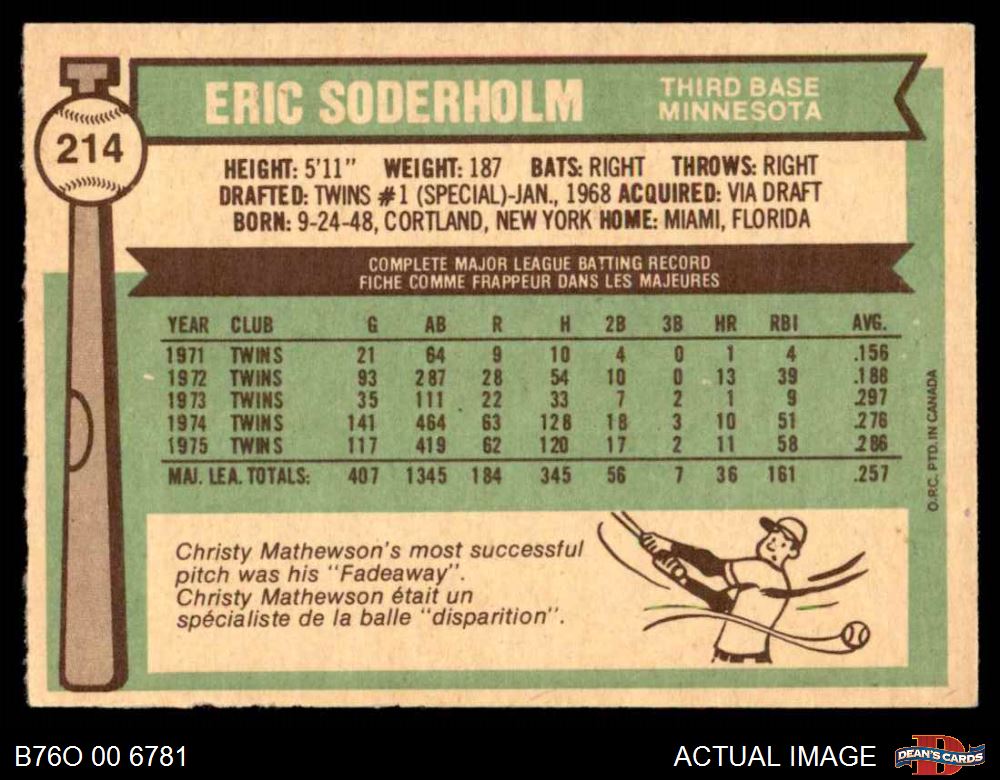 214
ERIC SODERHOLM
THIRD BASE
MINNESOTA
HEIGHT: 5'11" WEIGHT: 187 BATS: RIGHT THROWS: RIGHT
DRAFTED: TWINS #1 (SPECIAL)-JAN., 1968 ACQUIRED: VIA DRAFT
BORN: 9-24-48, CORTLAND, NEW YORK HOME: MIAMI, FLORIDA
COMPLETE MAJOR LEAGUE BATTING RECORD
FICHE COMME FRAPPEUR DANS LES MAJEURES
YEAR CLUB G AB R H 2B 3B HR RBI AVG.
1971 TWINS 21 64 9 10 4 0 1 4 .156
1972 TWINS 93 287 28 54 10 0 13 39 .188
1973 TWINS 35 111 22 33 7 2 1 9 .297
1974 TWINS 141 464 63 128 18 3 10 51 .276
1975 TWINS 117 419 62 120 17 2 11 58 .286
MAJ. LEA. TOTALS: 407 1345 184 345 56 7 36 161 .257
O.P.C. PTD. IN CANADA
Christy Mathewson's most successful
pitch was his "Fadeaway".
Christy Mathewson était un
spécialiste de la balle "disparition".
B76O 00 6781
ACTUAL IMAGE
DEAN'S CARDS